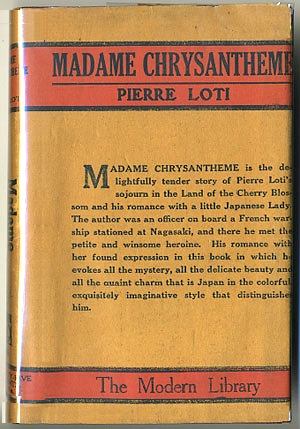 MADAME CHRYSANTHEME
PIERRE LOTI
MADAME CHRYSANTHEME is the de-
lightfully tender story of Pierre Loti's
sojourn in the Land of the Cherry Blos-
som and his romance with a little Japanese Lady.
The author was an officer on board a French war-
ship stationed at Nagasaki, and there he met the
petite and winsome heroine. His romance with
her found expression in this book in which he
evokes all the mystery, all the delicate beauty and
all the quaint charm that is Japan in the colorful,
exquisitely imaginative style that distinguishes
him.
The Modern Library
Madame